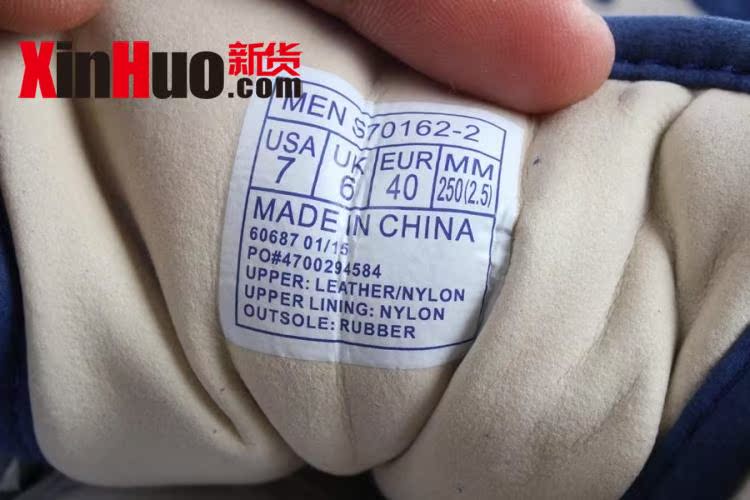 XinHuo新货.com
MEN S70162-2
USA UK EUR MM
7 6 40 250(2.5)
MADE IN CHINA
60687 01/15
PO#4700294584
UPPER: LEATHER/NYLON
UPPER LINING: NYLON
OUTSOLE: RUBBER